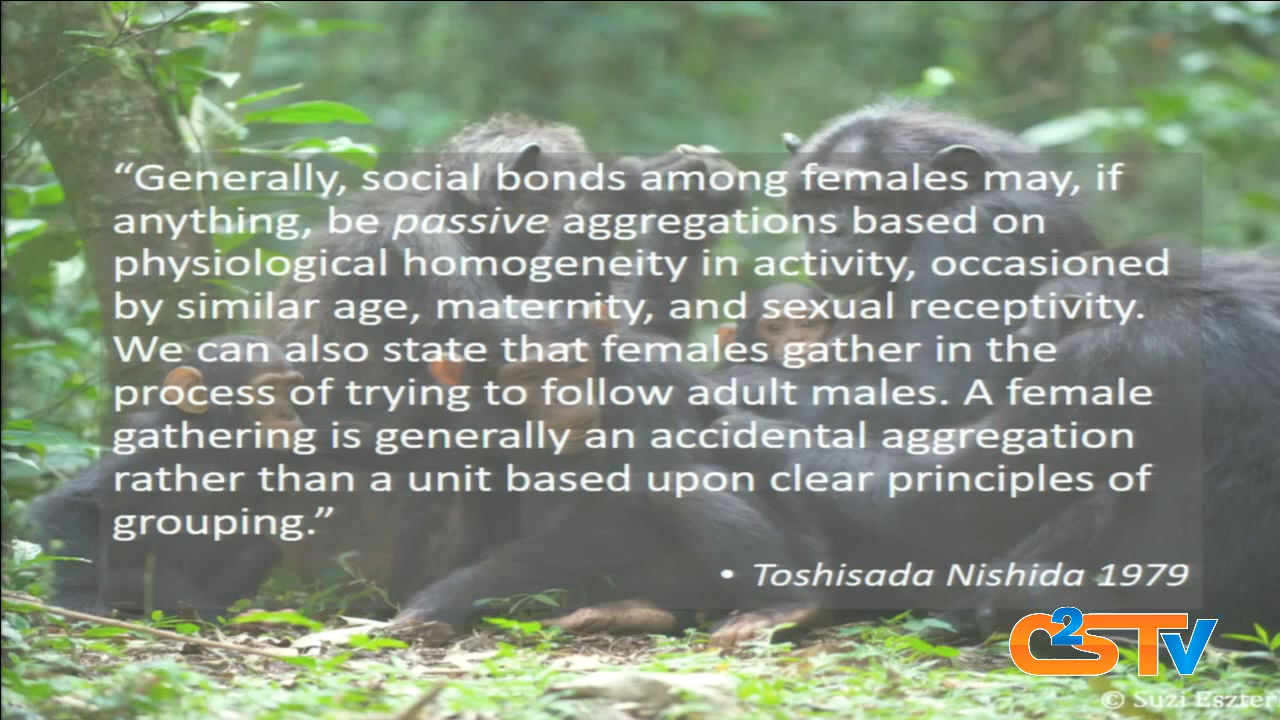 “Generally, social bonds among females may, if
anything, be passive aggregations based on
physiological homogeneity in activity, occasioned
by similar age, maternity, and sexual receptivity.
We can also state that females gather in the
process of trying to follow adult males. A female
gathering is generally an accidental aggregation
rather than a unit based upon clear principles of
grouping.”
• Toshisada Nishida 1979
C2STV
© Suzi Eszter